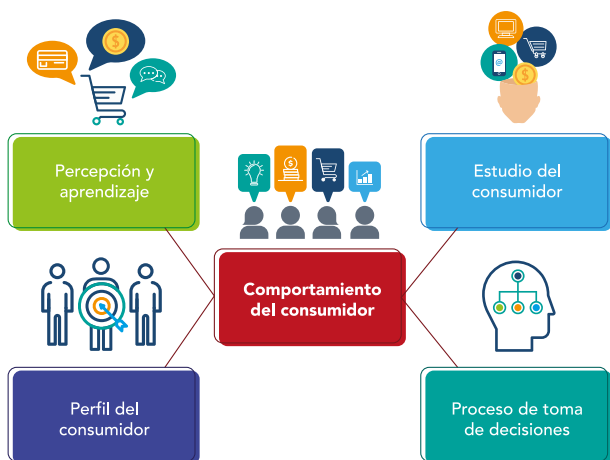 Percepción y
aprendizaje
Estudio del
consumidor
Comportamiento
del consumidor
Perfil del
consumidor
Proceso de toma
de decisiones